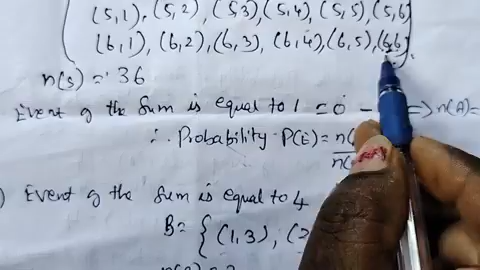 (5,1), (5,2), (5,3), (5,4), (5,5), (5,6)
(6,1), (6,2), (6,3), (6,4), (6,5), (6,6)
n(S) = 36
Event of the Sum is equal to 1 = 0 - => n(A) =
∴ Probability P(E) = n(
n(
) Event of the Sum is equal to 4
B = { (1,3), (2